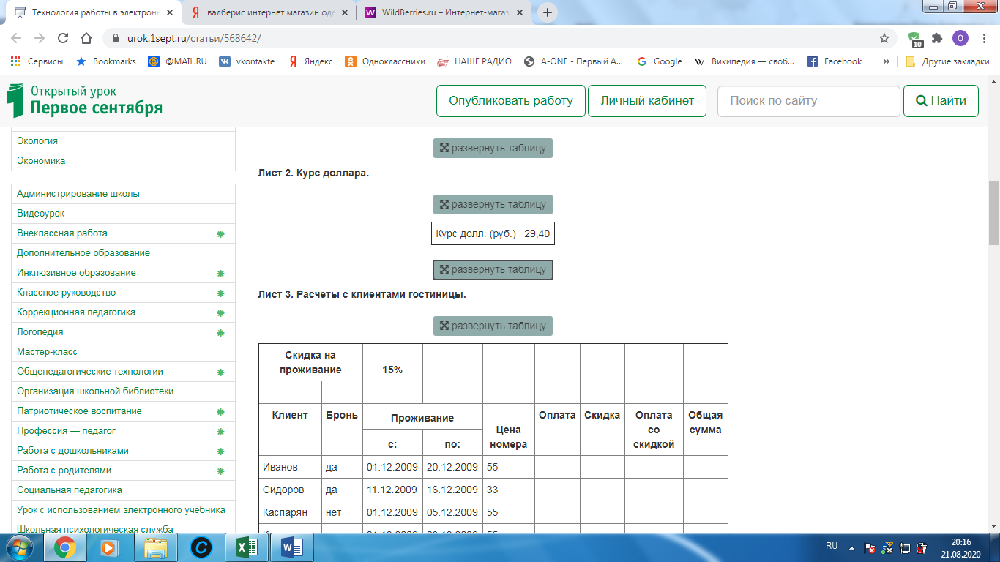 Технология работы в электронн
валберис интернет магазин оде
WildBerries.ru – Интернет-магаз
urok.1sept.ru/статьи/568642/
10
О
Сервисы
Bookmarks
@MAIL.RU
vkontakte
Яндекс
Одноклассники
НАШЕ РАДИО
A-ONE - Первый А...
Google
Википедия — своб...
Facebook
»
Другие закладки
Открытый урок
Первое сентября
Опубликовать работу
Личный кабинет
Поиск по сайту
Найти
Экология
Экономика
Администрирование школы
Видеоурок
Внеклассная работа
Дополнительное образование
Инклюзивное образование
Классное руководство
Коррекционная педагогика
Логопедия
Мастер-класс
Общепедагогические технологии
Организация школьной библиотеки
Патриотическое воспитание
Профессия — педагог
Работа с дошкольниками
Работа с родителями
Социальная педагогика
Урок с использованием электронного учебника
Школьная психологическая служба
развернуть таблицу
Лист 2. Курс доллара.
развернуть таблицу
Курс долл. (руб.) 29,40
развернуть таблицу
Лист 3. Расчёты с клиентами гостиницы.
развернуть таблицу
Скидка на проживание 15%
Клиент Бронь Проживание Цена номера Оплата Скидка Оплата со скидкой Общая сумма
с: по:
Иванов да 01.12.2009 20.12.2009 55
Сидоров да 11.12.2009 16.12.2009 33
Каспарян нет 01.12.2009 05.12.2009 55
RU
20:16
21.08.2020